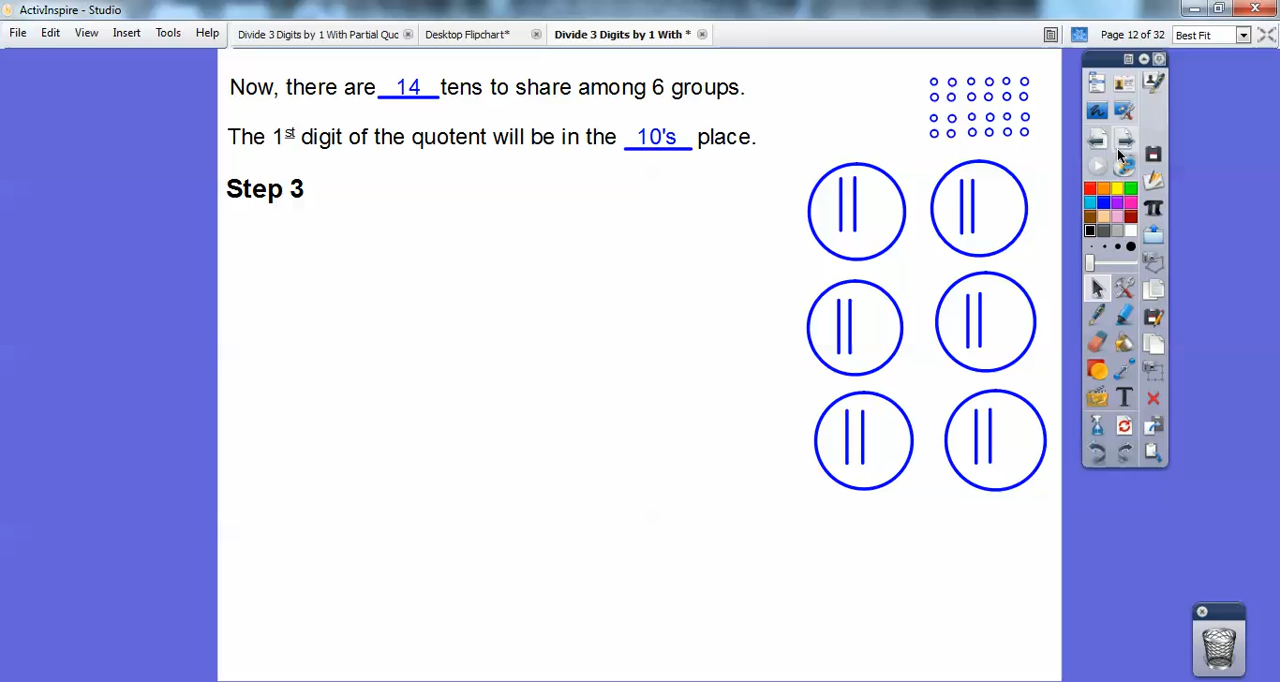 ActivInspire - Studio
File Edit View Insert Tools Help
Divide 3 Digits by 1 With Partial Quc
Desktop Flipchart*
Divide 3 Digits by 1 With *
Page 12 of 32
Best Fit
Now, there are 14 tens to share among 6 groups.
The 1st digit of the quotent will be in the 10's place.
Step 3